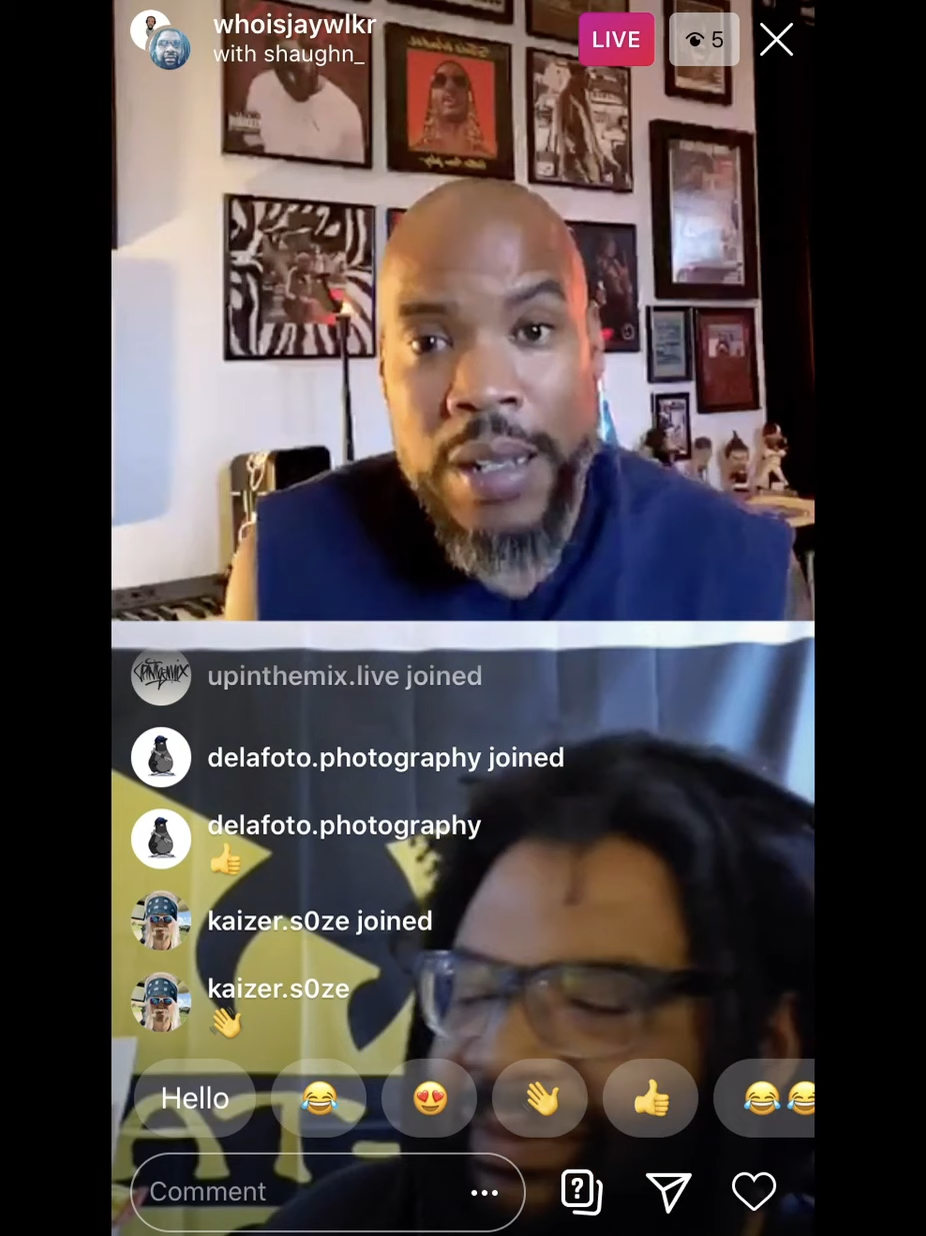 whoisjaywlkr
with shaughn_
LIVE
5
upinthemix.live joined
delafoto.photography joined
delafoto.photography
👍
kaizer.s0ze joined
kaizer.s0ze
👋
Hello 😂 😍 👋 👍 😂😂
Comment